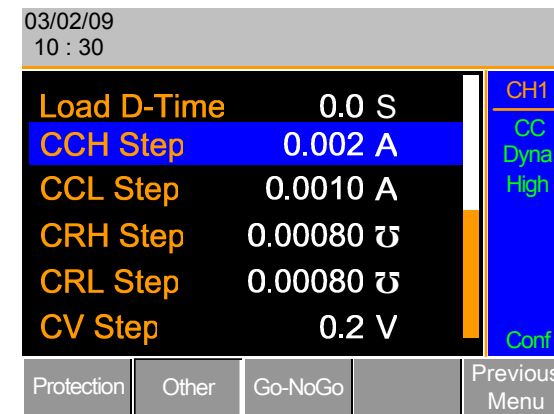 03/02/09
10 : 30
Load D-Time 0.0 S
CCH Step 0.002 A
CCL Step 0.0010 A
CRH Step 0.00080 ℧
CRL Step 0.00080 ℧
CV Step 0.2 V
CH1
CC
Dyna
High
Conf
Protection Other Go-NoGo Previous
Menu